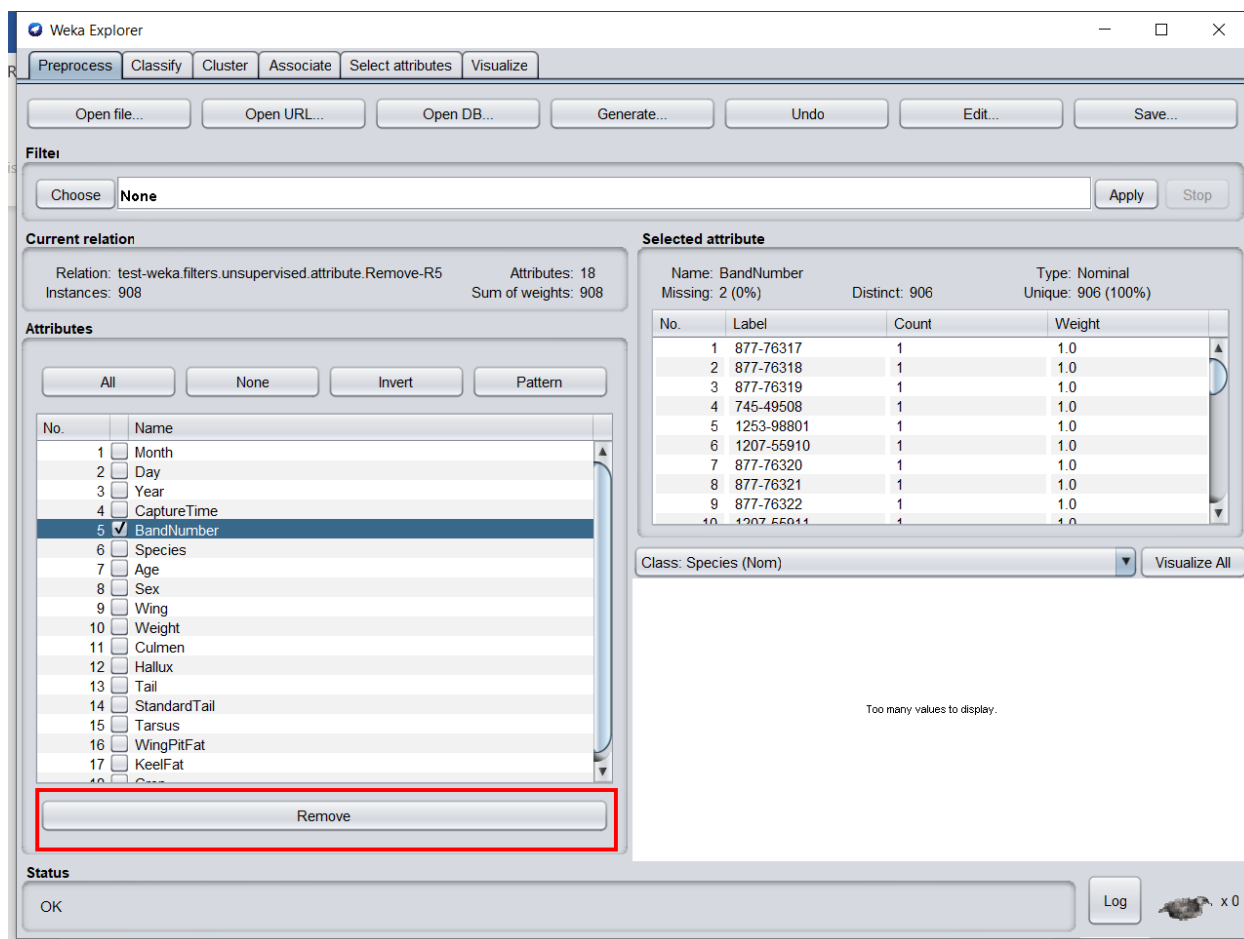 Weka Explorer
Preprocess Classify Cluster Associate Select attributes Visualize
Open file... Open URL... Open DB... Generate... Undo Edit... Save...
Filter
Choose None Apply Stop
Current relation
Relation: test-weka.filters.unsupervised.attribute.Remove-R5 Attributes: 18
Instances: 908 Sum of weights: 908
Attributes
All None Invert Pattern
No. Name
1 Month
2 Day
3 Year
4 CaptureTime
5 BandNumber
6 Species
7 Age
8 Sex
9 Wing
10 Weight
11 Culmen
12 Hallux
13 Tail
14 StandardTail
15 Tarsus
16 WingPitFat
17 KeelFat
Remove
Selected attribute
Name: BandNumber Type: Nominal
Missing: 2 (0%) Distinct: 906 Unique: 906 (100%)
No. Label Count Weight
1 877-76317 1 1.0
2 877-76318 1 1.0
3 877-76319 1 1.0
4 745-49508 1 1.0
5 1253-98801 1 1.0
6 1207-55910 1 1.0
7 877-76320 1 1.0
8 877-76321 1 1.0
9 877-76322 1 1.0
10 1207-55911 1 1.0
Class: Species (Nom) Visualize All
Too many values to display.
Status
OK
Log x 0